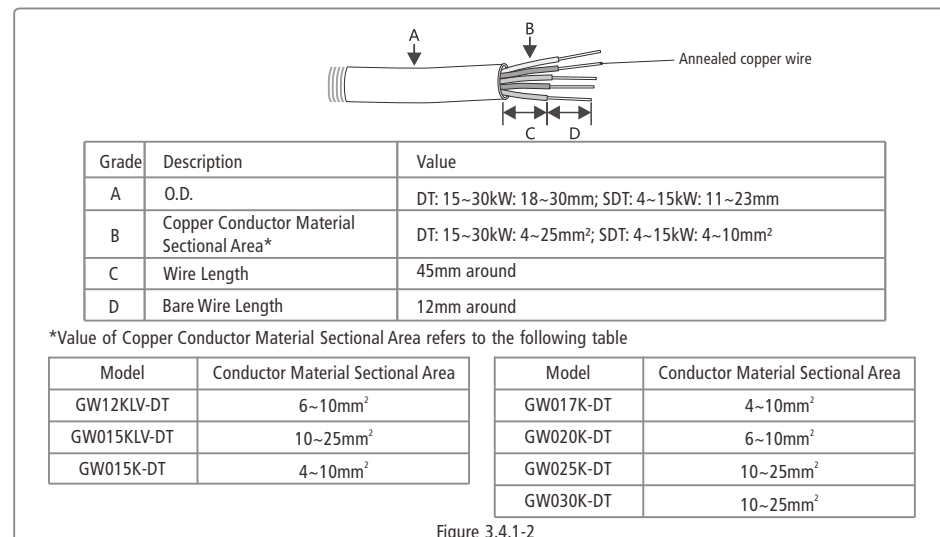 A
B
Annealed copper wire
C
D
Grade Description Value
A O.D. DT: 15~30kW: 18~30mm; SDT: 4~15kW: 11~23mm
B Copper Conductor Material Sectional Area* DT: 15~30kW: 4~25mm²; SDT: 4~15kW: 4~10mm²
C Wire Length 45mm around
D Bare Wire Length 12mm around
*Value of Copper Conductor Material Sectional Area refers to the following table
Model Conductor Material Sectional Area
GW12KLV-DT 6~10mm²
GW015KLV-DT 10~25mm²
GW015K-DT 4~10mm²
Model Conductor Material Sectional Area
GW017K-DT 4~10mm²
GW020K-DT 6~10mm²
GW025K-DT 10~25mm²
GW030K-DT 10~25mm²
Figure 3.4.1-2